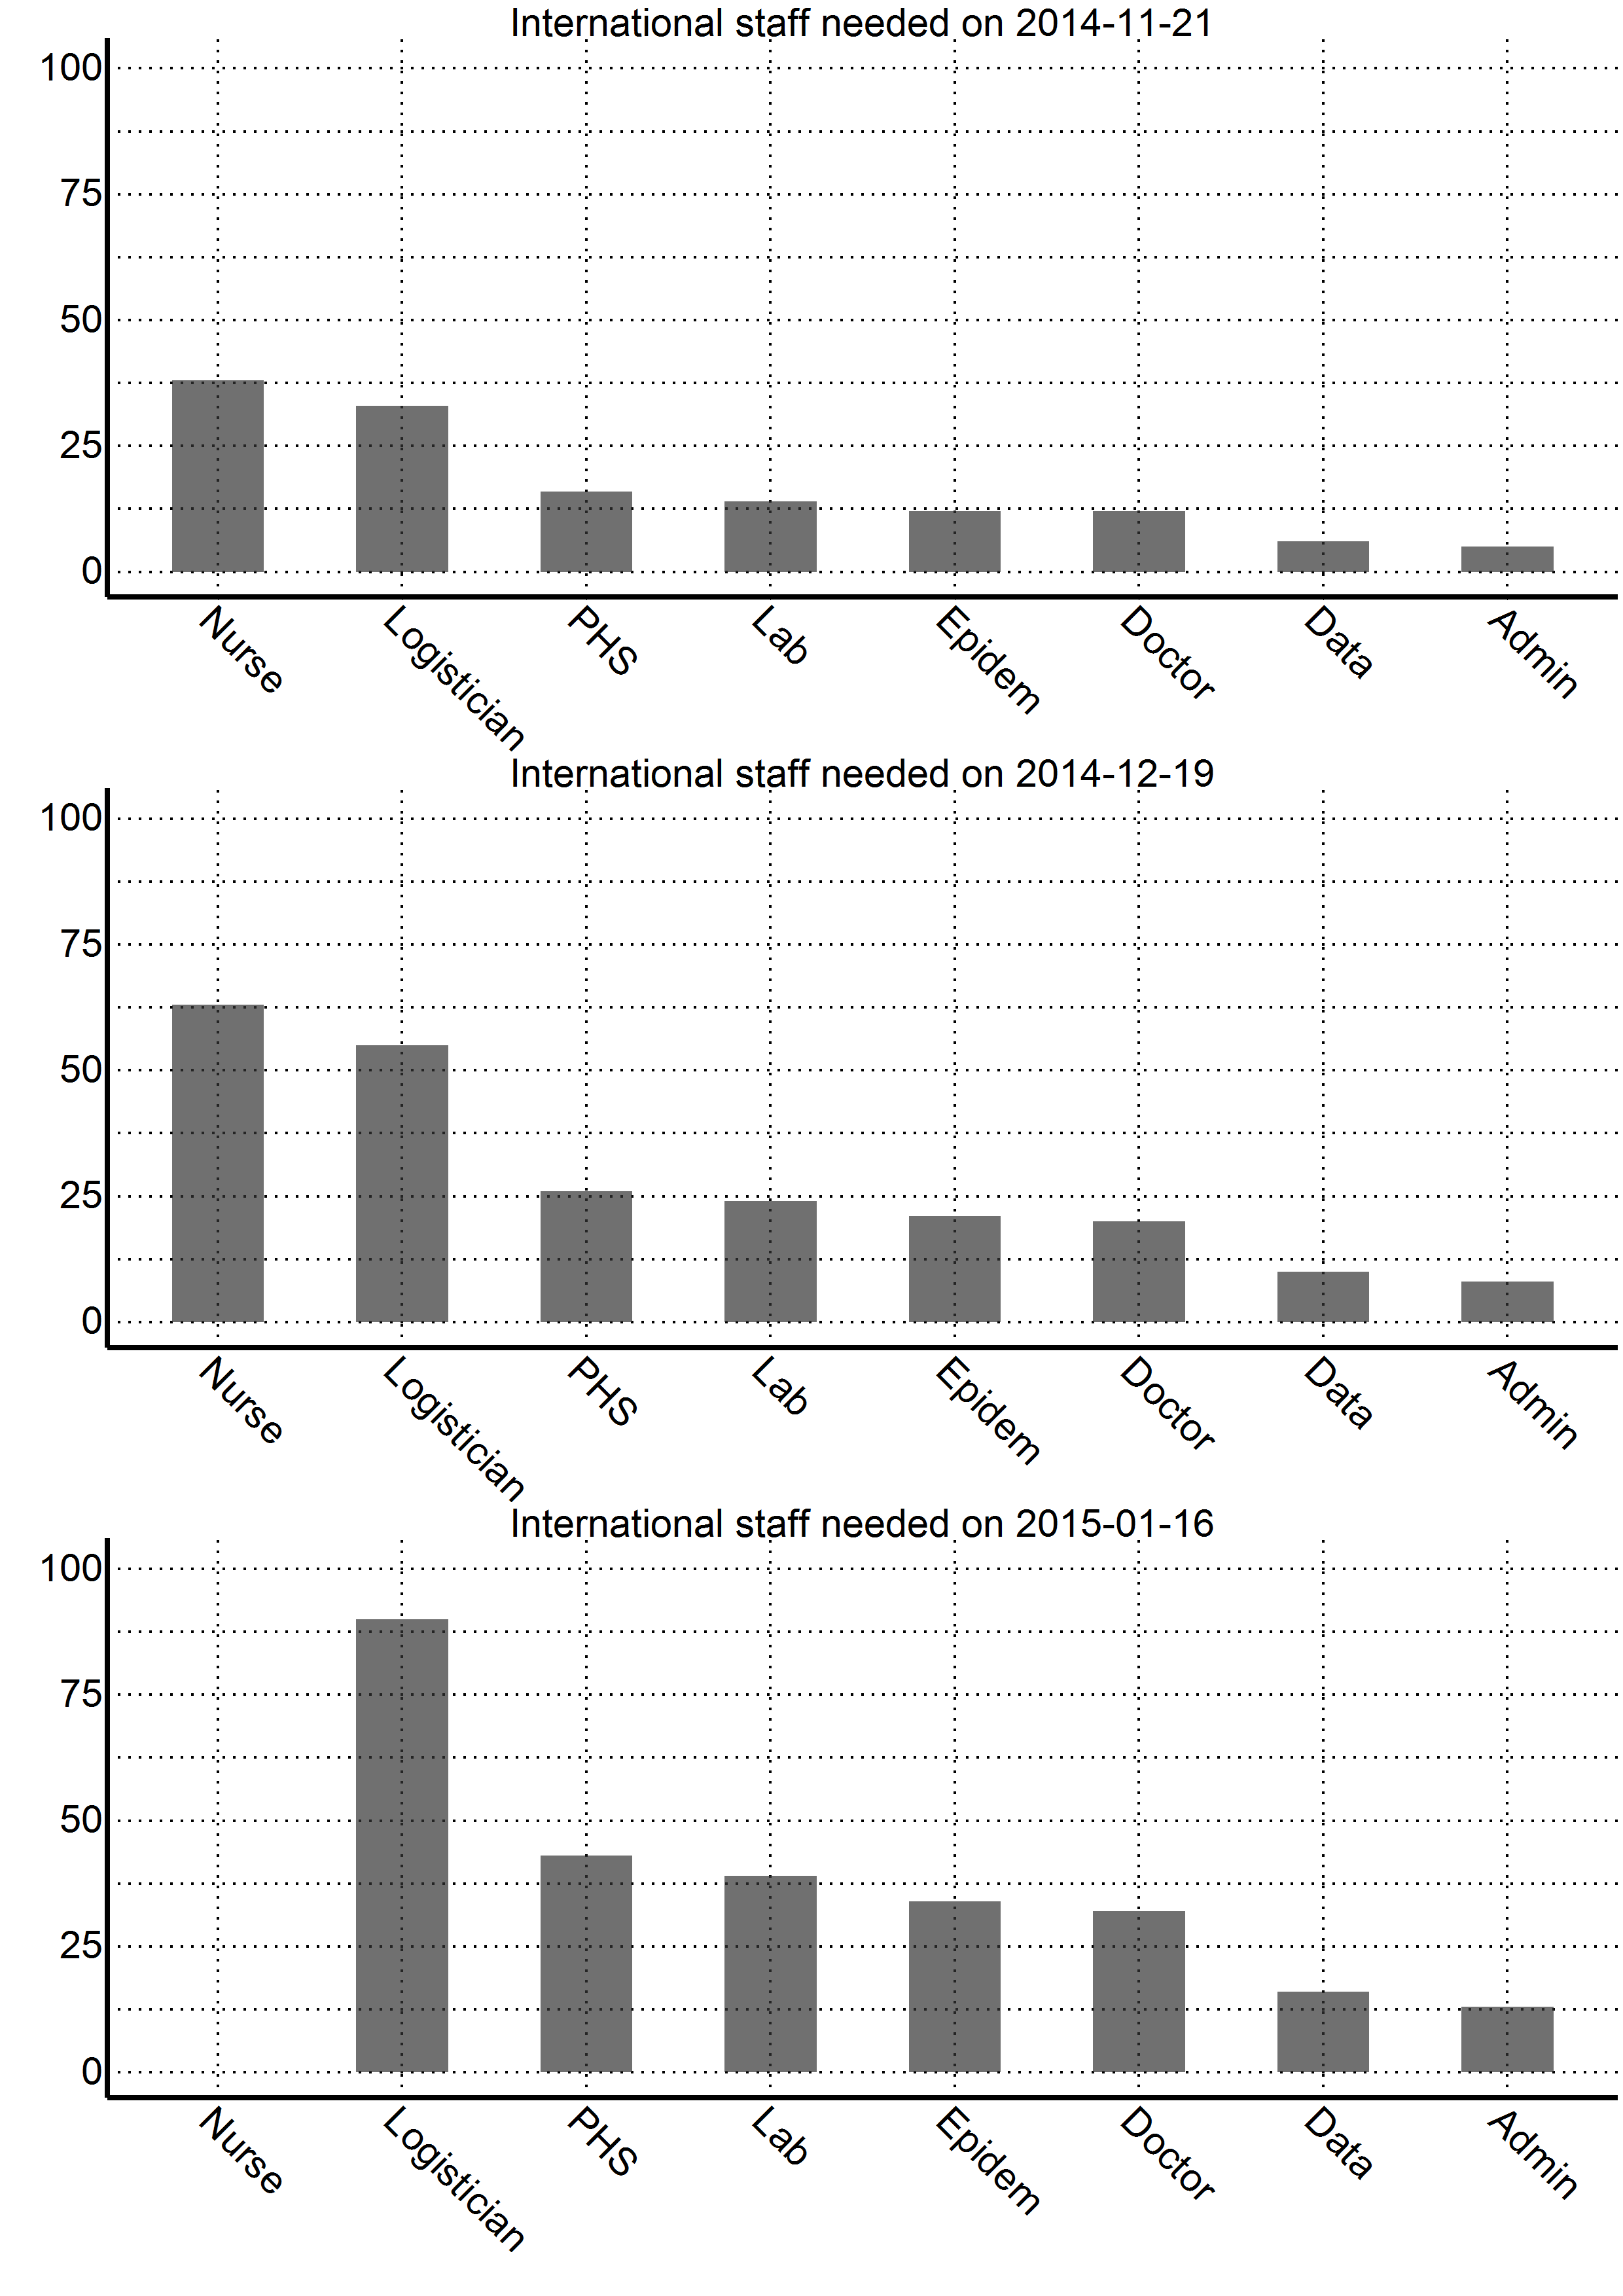 International staff needed on 2014-11-21
100
75
50
25
0
Nurse Logistician PHS Lab Epidem Doctor Data Admin
International staff needed on 2014-12-19
100
75
50
25
0
Nurse Logistician PHS Lab Epidem Doctor Data Admin
International staff needed on 2015-01-16
100
75
50
25
0
Nurse Logistician PHS Lab Epidem Doctor Data Admin